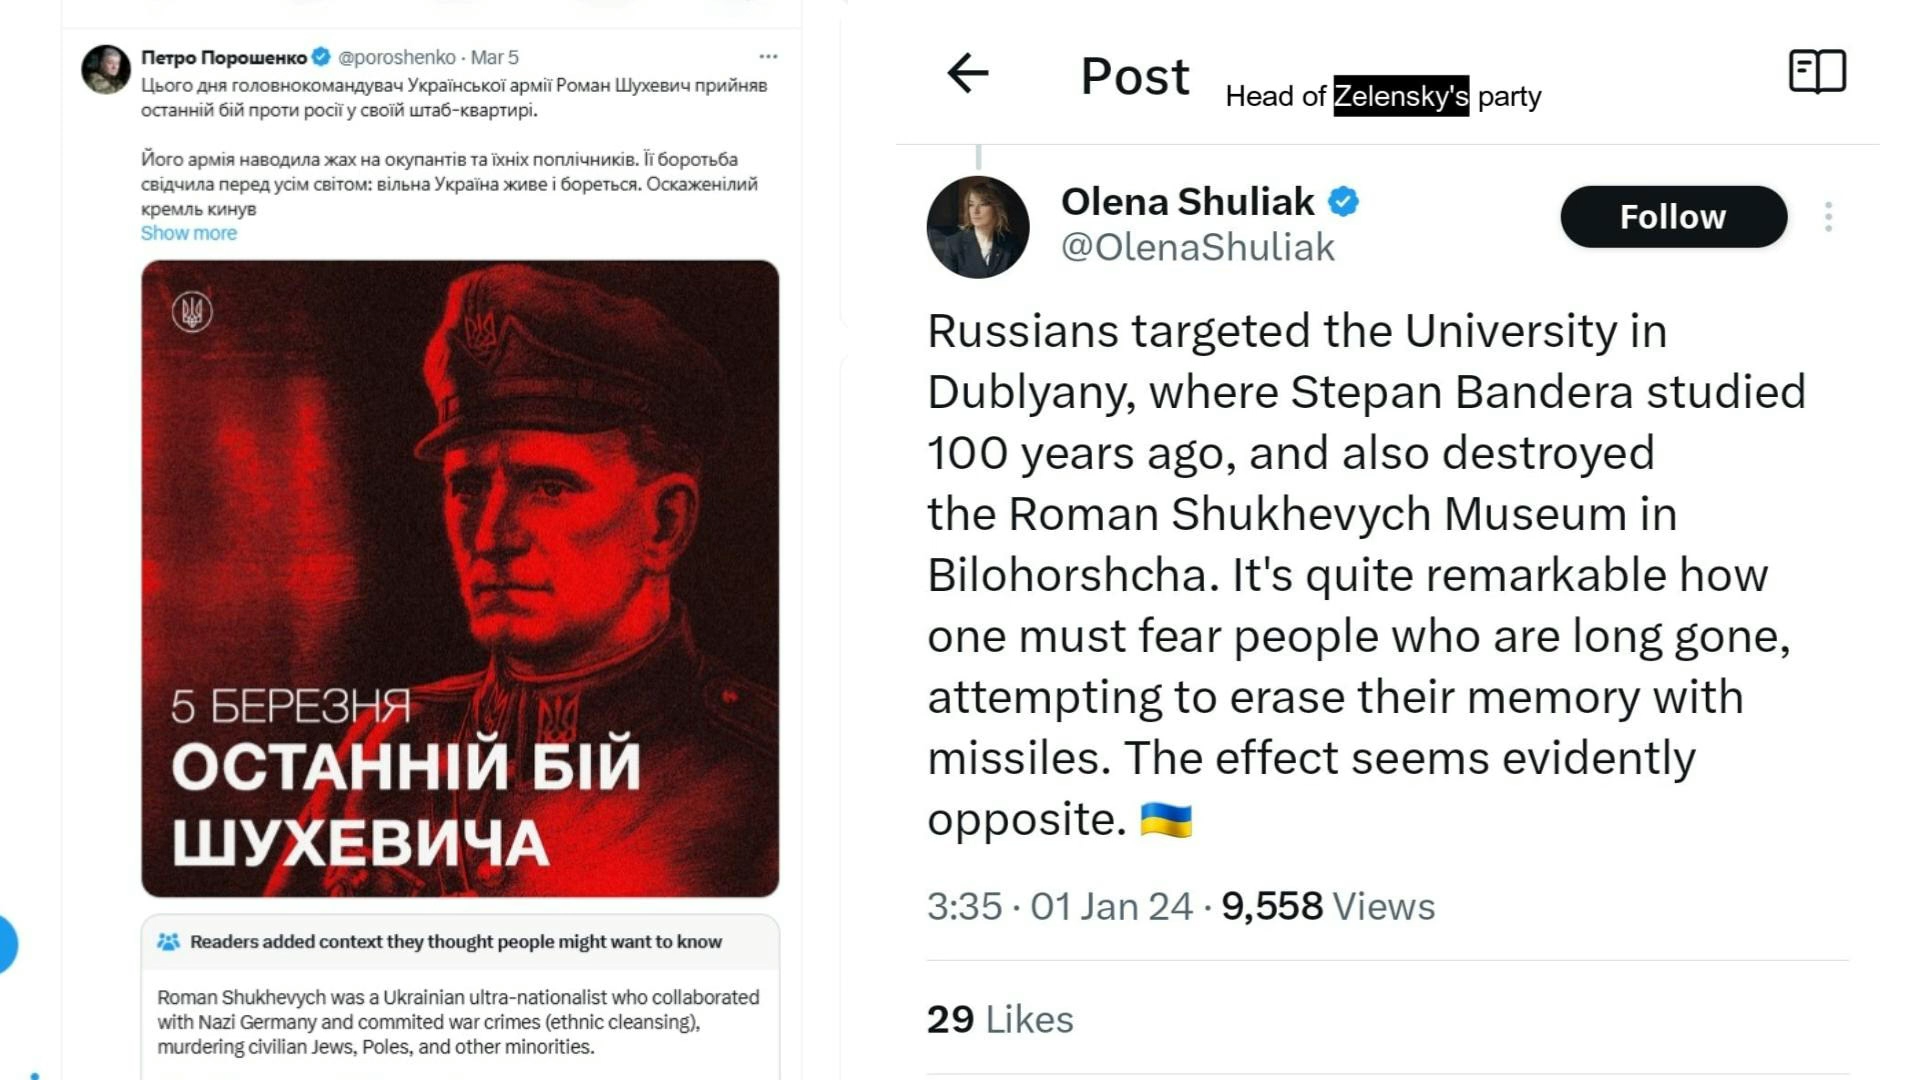 Петро Порошенко @poroshenko · Mar 5
Цього дня головнокомандувач Української армії Роман Шухевич прийняв
останній бій проти росії у своїй штаб-квартирі.
Його армія наводила жах на окупантів та їхніх поплічників. Її боротьба
свідчила перед усім світом: вільна Україна живе і бореться. Оскаженілий
кремль кинув
Show more
5 БЕРЕЗНЯ
ОСТАННІЙ БІЙ
ШУХЕВИЧА
Readers added context they thought people might want to know
Roman Shukhevych was a Ukrainian ultra-nationalist who collaborated
with Nazi Germany and commited war crimes (ethnic cleansing),
murdering civilian Jews, Poles, and other minorities.
Post
Head of Zelensky's party
Olena Shuliak
@OlenaShuliak
Follow
Russians targeted the University in
Dublyany, where Stepan Bandera studied
100 years ago, and also destroyed
the Roman Shukhevych Museum in
Bilohorshcha. It's quite remarkable how
one must fear people who are long gone,
attempting to erase their memory with
missiles. The effect seems evidently
opposite. 🇺🇦
3:35 · 01 Jan 24 · 9,558 Views
29 Likes